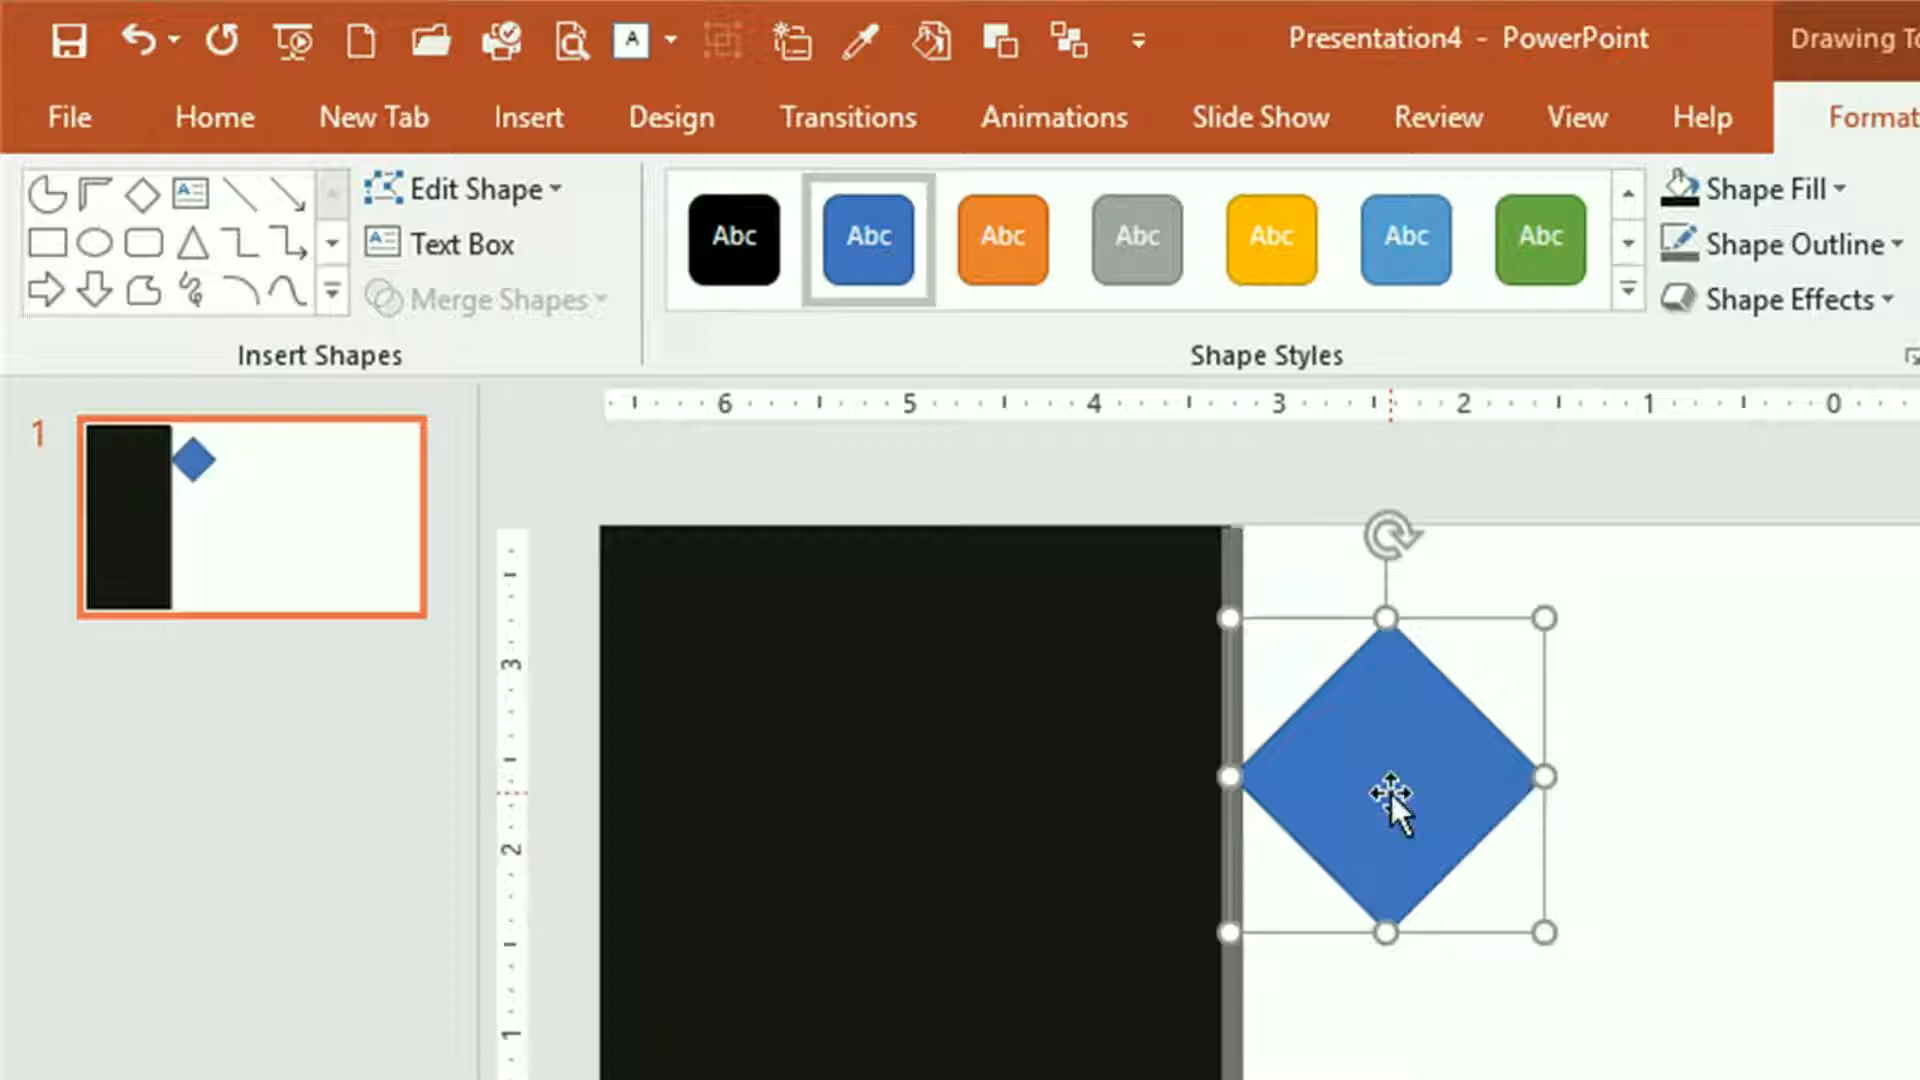 A
Presentation4 - PowerPoint
Drawing To
File Home New Tab Insert Design Transitions Animations Slide Show Review View Help Format
Edit Shape
Text Box
Merge Shapes
Insert Shapes
Abc Abc Abc Abc Abc Abc Abc
Shape Styles
Shape Fill
Shape Outline
Shape Effects
6 5 4 3 2 1 0
1
3
2
1